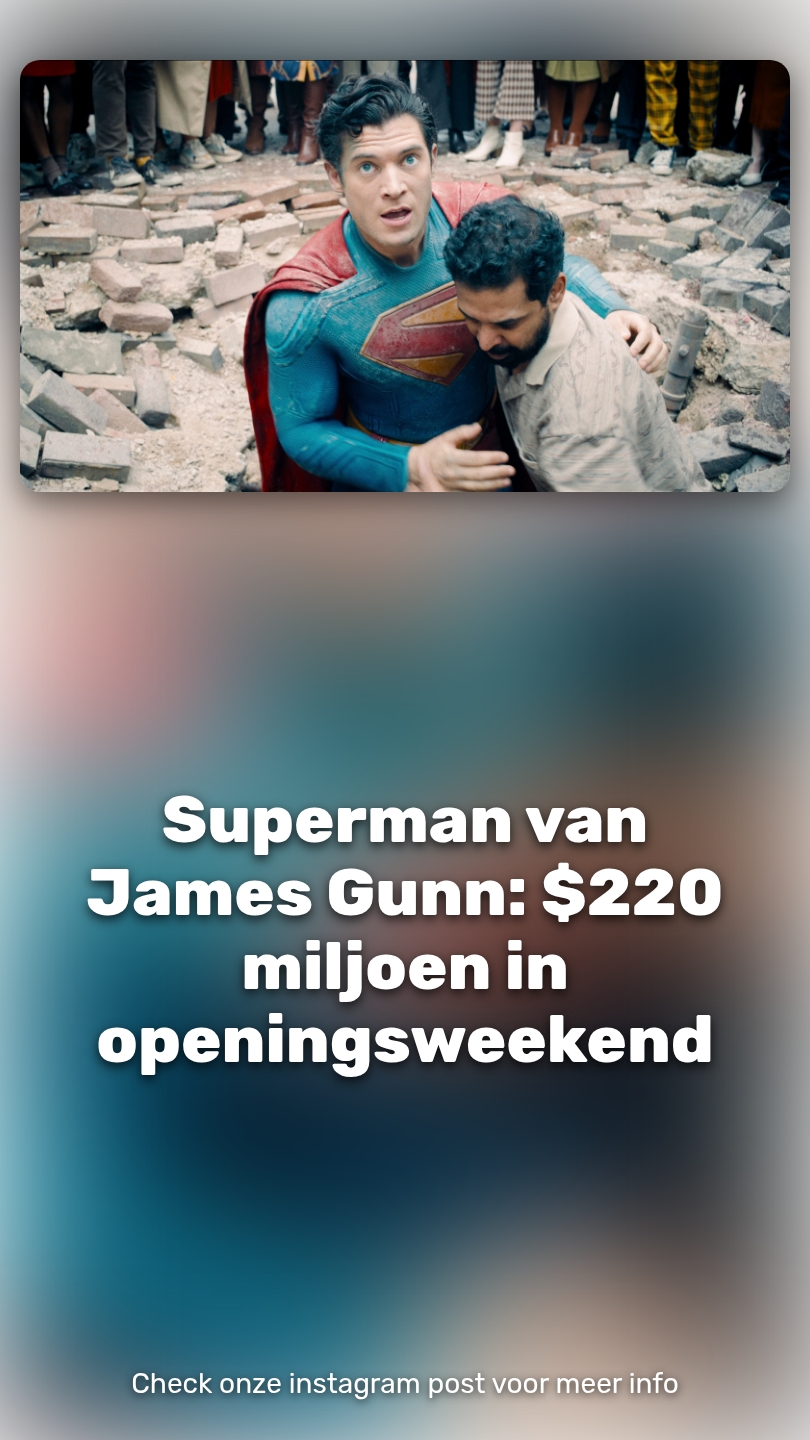 Superman van
James Gunn: $220
miljoen in
openingsweekend
Check onze instagram post voor meer info